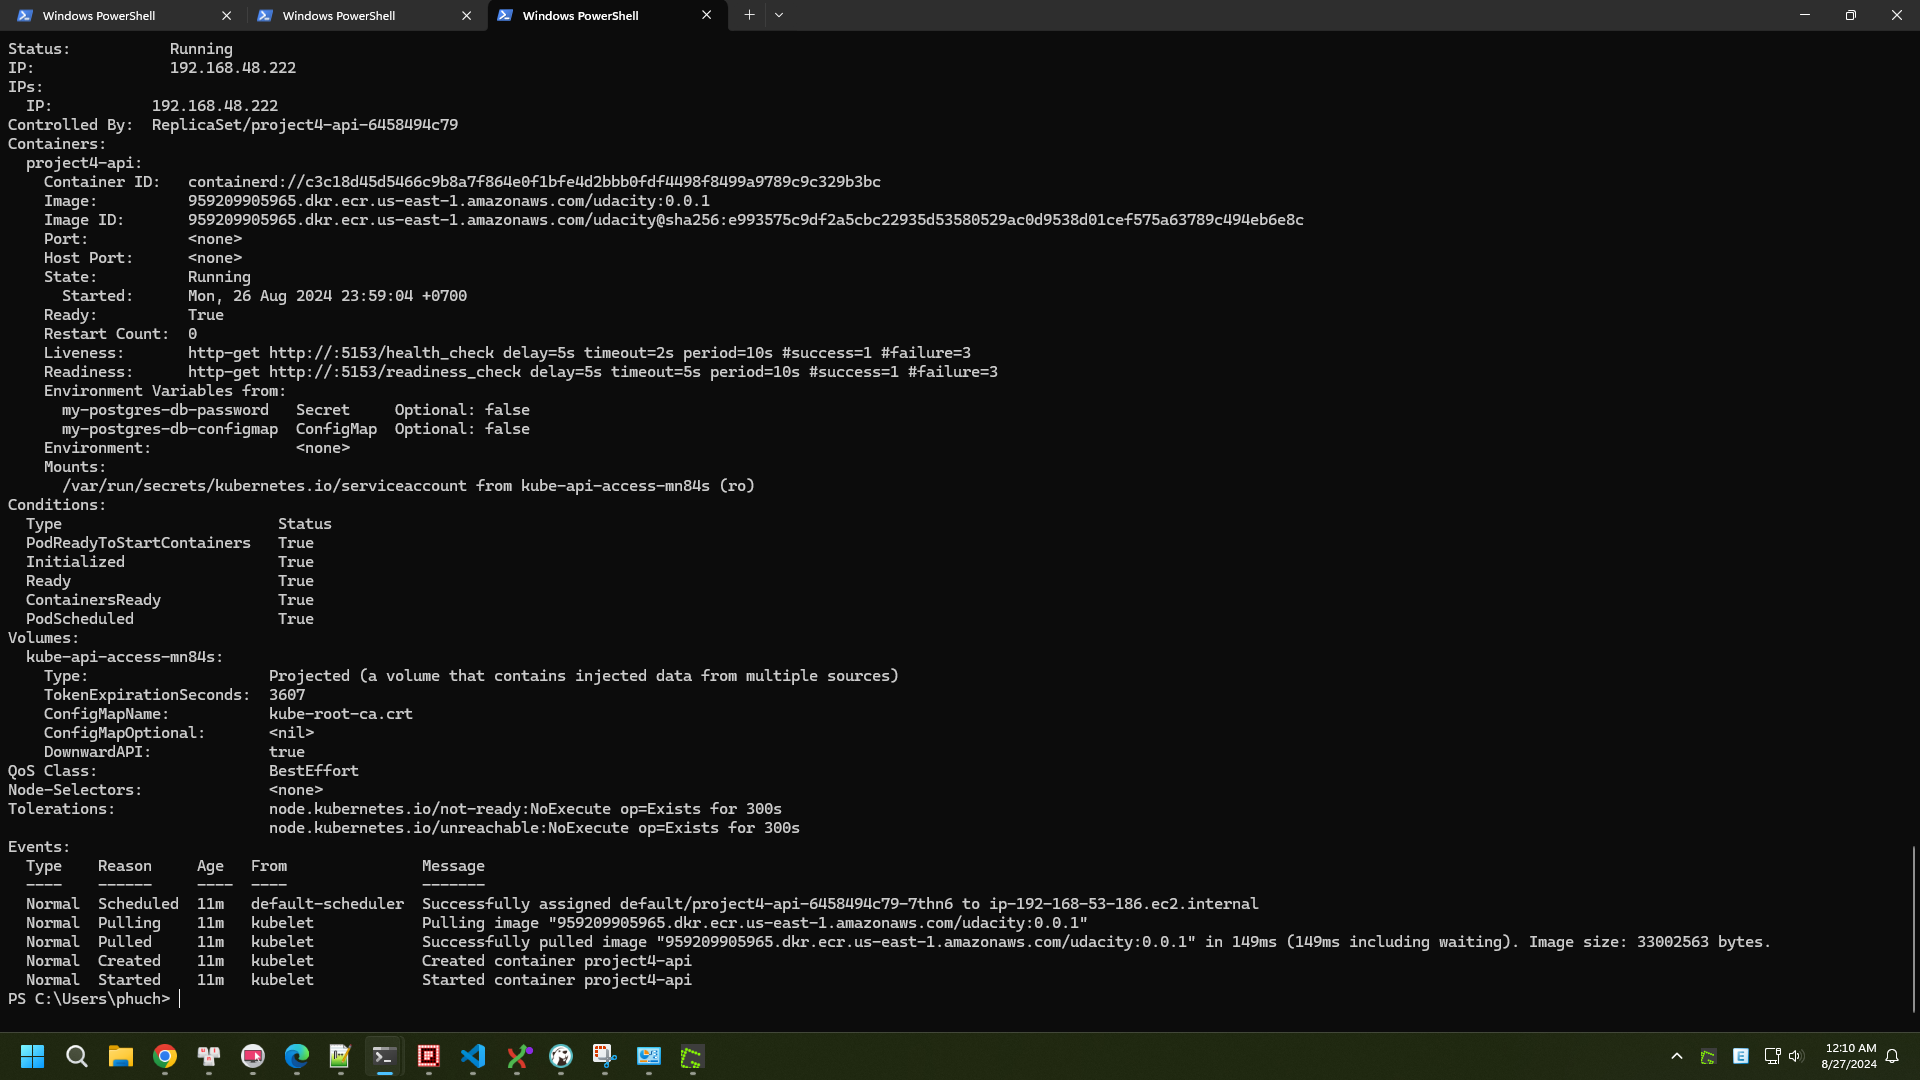 Windows PowerShell
Windows PowerShell
Windows PowerShell
Status:           Running
IP:               192.168.48.222
IPs:
  IP:           192.168.48.222
Controlled By:  ReplicaSet/project4-api-6458494c79
Containers:
  project4-api:
    Container ID:   containerd://c3c18d45d5466c9b8a7f864e0f1bfe4d2bbb0fdf4498f8499a9789c9c329b3bc
    Image:          959209905965.dkr.ecr.us-east-1.amazonaws.com/udacity:0.0.1
    Image ID:       959209905965.dkr.ecr.us-east-1.amazonaws.com/udacity@sha256:e993575c9df2a5cbc22935d53580529ac0d9538d01cef575a63789c494eb6e8c
    Port:           <none>
    Host Port:      <none>
    State:          Running
      Started:      Mon, 26 Aug 2024 23:59:04 +0700
    Ready:          True
    Restart Count:  0
    Liveness:       http-get http://:5153/health_check delay=5s timeout=2s period=10s #success=1 #failure=3
    Readiness:      http-get http://:5153/readiness_check delay=5s timeout=5s period=10s #success=1 #failure=3
    Environment Variables from:
      my-postgres-db-password   Secret     Optional: false
      my-postgres-db-configmap  ConfigMap  Optional: false
    Environment:                <none>
    Mounts:
      /var/run/secrets/kubernetes.io/serviceaccount from kube-api-access-mn84s (ro)
Conditions:
  Type                        Status
  PodReadyToStartContainers   True
  Initialized                 True
  Ready                       True
  ContainersReady             True
  PodScheduled                True
Volumes:
  kube-api-access-mn84s:
    Type:                    Projected (a volume that contains injected data from multiple sources)
    TokenExpirationSeconds:  3607
    ConfigMapName:           kube-root-ca.crt
    ConfigMapOptional:       <nil>
    DownwardAPI:             true
QoS Class:                   BestEffort
Node-Selectors:              <none>
Tolerations:                 node.kubernetes.io/not-ready:NoExecute op=Exists for 300s
                             node.kubernetes.io/unreachable:NoExecute op=Exists for 300s
Events:
  Type    Reason     Age   From               Message
  ----    ------     ----  ----               -------
  Normal  Scheduled  11m   default-scheduler  Successfully assigned default/project4-api-6458494c79-7thn6 to ip-192-168-53-186.ec2.internal
  Normal  Pulling    11m   kubelet            Pulling image "959209905965.dkr.ecr.us-east-1.amazonaws.com/udacity:0.0.1"
  Normal  Pulled     11m   kubelet            Successfully pulled image "959209905965.dkr.ecr.us-east-1.amazonaws.com/udacity:0.0.1" in 149ms (149ms including waiting). Image size: 33002563 bytes.
  Normal  Created    11m   kubelet            Created container project4-api
  Normal  Started    11m   kubelet            Started container project4-api
PS C:\Users\phuch>
12:10 AM
8/27/2024